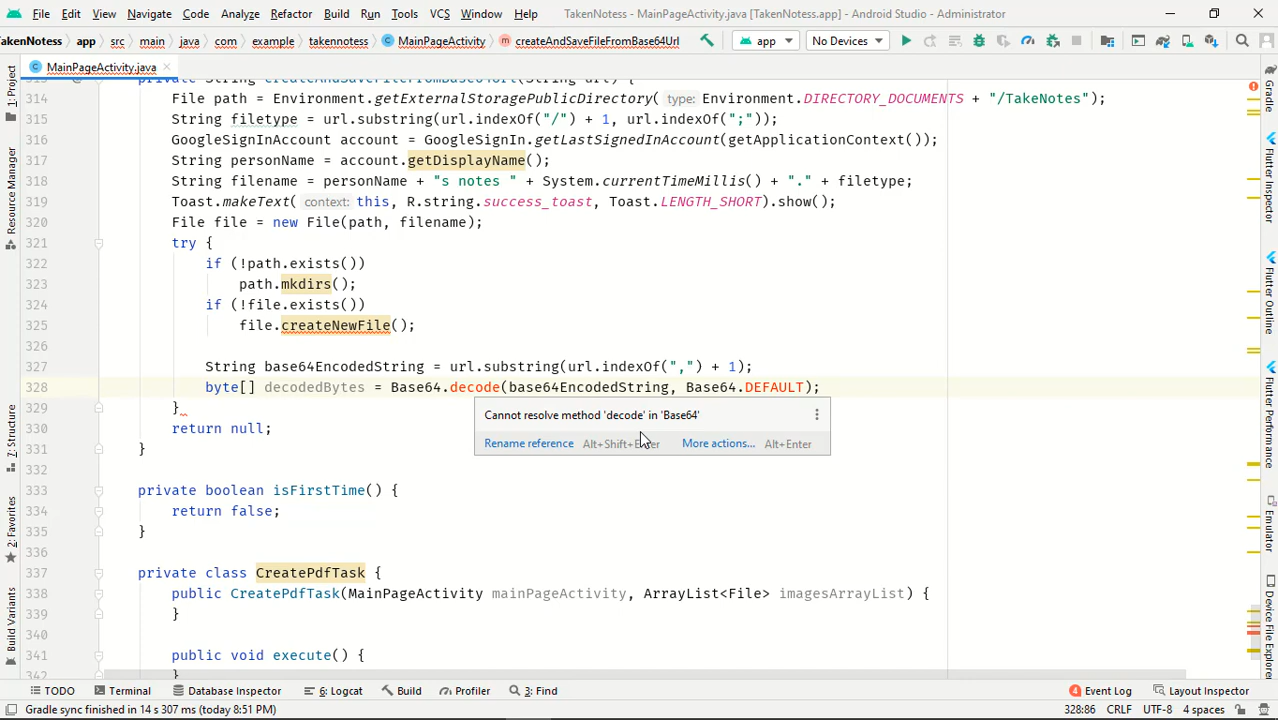 File Edit View Navigate Code Analyze Refactor Build Run Tools VCS Window Help TakenNotess - MainPageActivity.java [TakenNotess.app] - Android Studio - Administrator
TakenNotess app src main java com example takennotess MainPageActivity createAndSaveFileFromBase64Url app No Devices
MainPageActivity.java
private String createAndSaveFileFromBase64Url(String url) {
314 File path = Environment.getExternalStoragePublicDirectory( type: Environment.DIRECTORY_DOCUMENTS + "/TakeNotes");
315 String filetype = url.substring(url.indexOf("/") + 1, url.indexOf(";"));
316 GoogleSignInAccount account = GoogleSignIn.getLastSignedInAccount(getApplicationContext());
317 String personName = account.getDisplayName();
318 String filename = personName + "s notes " + System.currentTimeMillis() + "." + filetype;
319 Toast.makeText( context: this, R.string.success_toast, Toast.LENGTH_SHORT).show();
320 File file = new File(path, filename);
321 try {
322 if (!path.exists())
323 path.mkdirs();
324 if (!file.exists())
325 file.createNewFile();
326
327 String base64EncodedString = url.substring(url.indexOf(",") + 1);
328 byte[] decodedBytes = Base64.decode(base64EncodedString, Base64.DEFAULT);
329 }
Cannot resolve method 'decode' in 'Base64'
330 return null;
Rename reference Alt+Shift+Enter More actions... Alt+Enter
331 }
332
333 private boolean isFirstTime() {
334 return false;
335 }
336
337 private class CreatePdfTask {
338 public CreatePdfTask(MainPageActivity mainPageActivity, ArrayList<File> imagesArrayList) {
339 }
340
341 public void execute() {
342 }
1: Project
Resource Manager
Z: Structure
2: Favorites
Build Variants
Gradle
Flutter Inspector
Flutter Outline
Flutter Performance
Emulator
Device File Explorer
TODO Terminal Database Inspector 6: Logcat Build Profiler 3: Find 4 Event Log Layout Inspector
Gradle sync finished in 14 s 307 ms (today 8:51 PM) 328:86 CRLF UTF-8 4 spaces